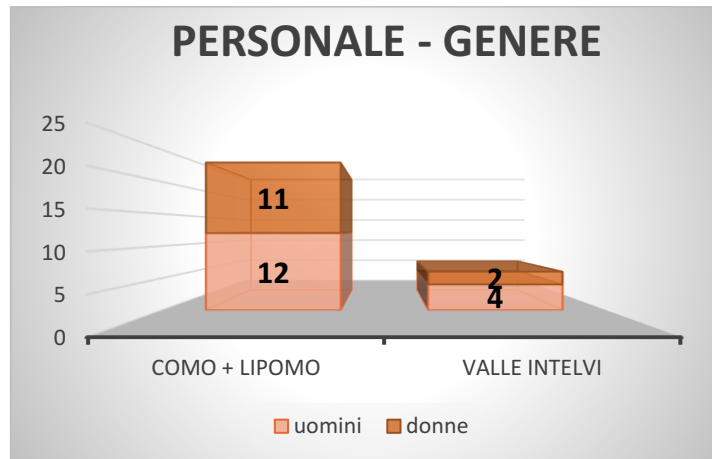 PERSONALE - GENERE
25
20
15
10
5
0
11
12
2
4
COMO + LIPOMO
VALLE INTELVI
uomini
donne